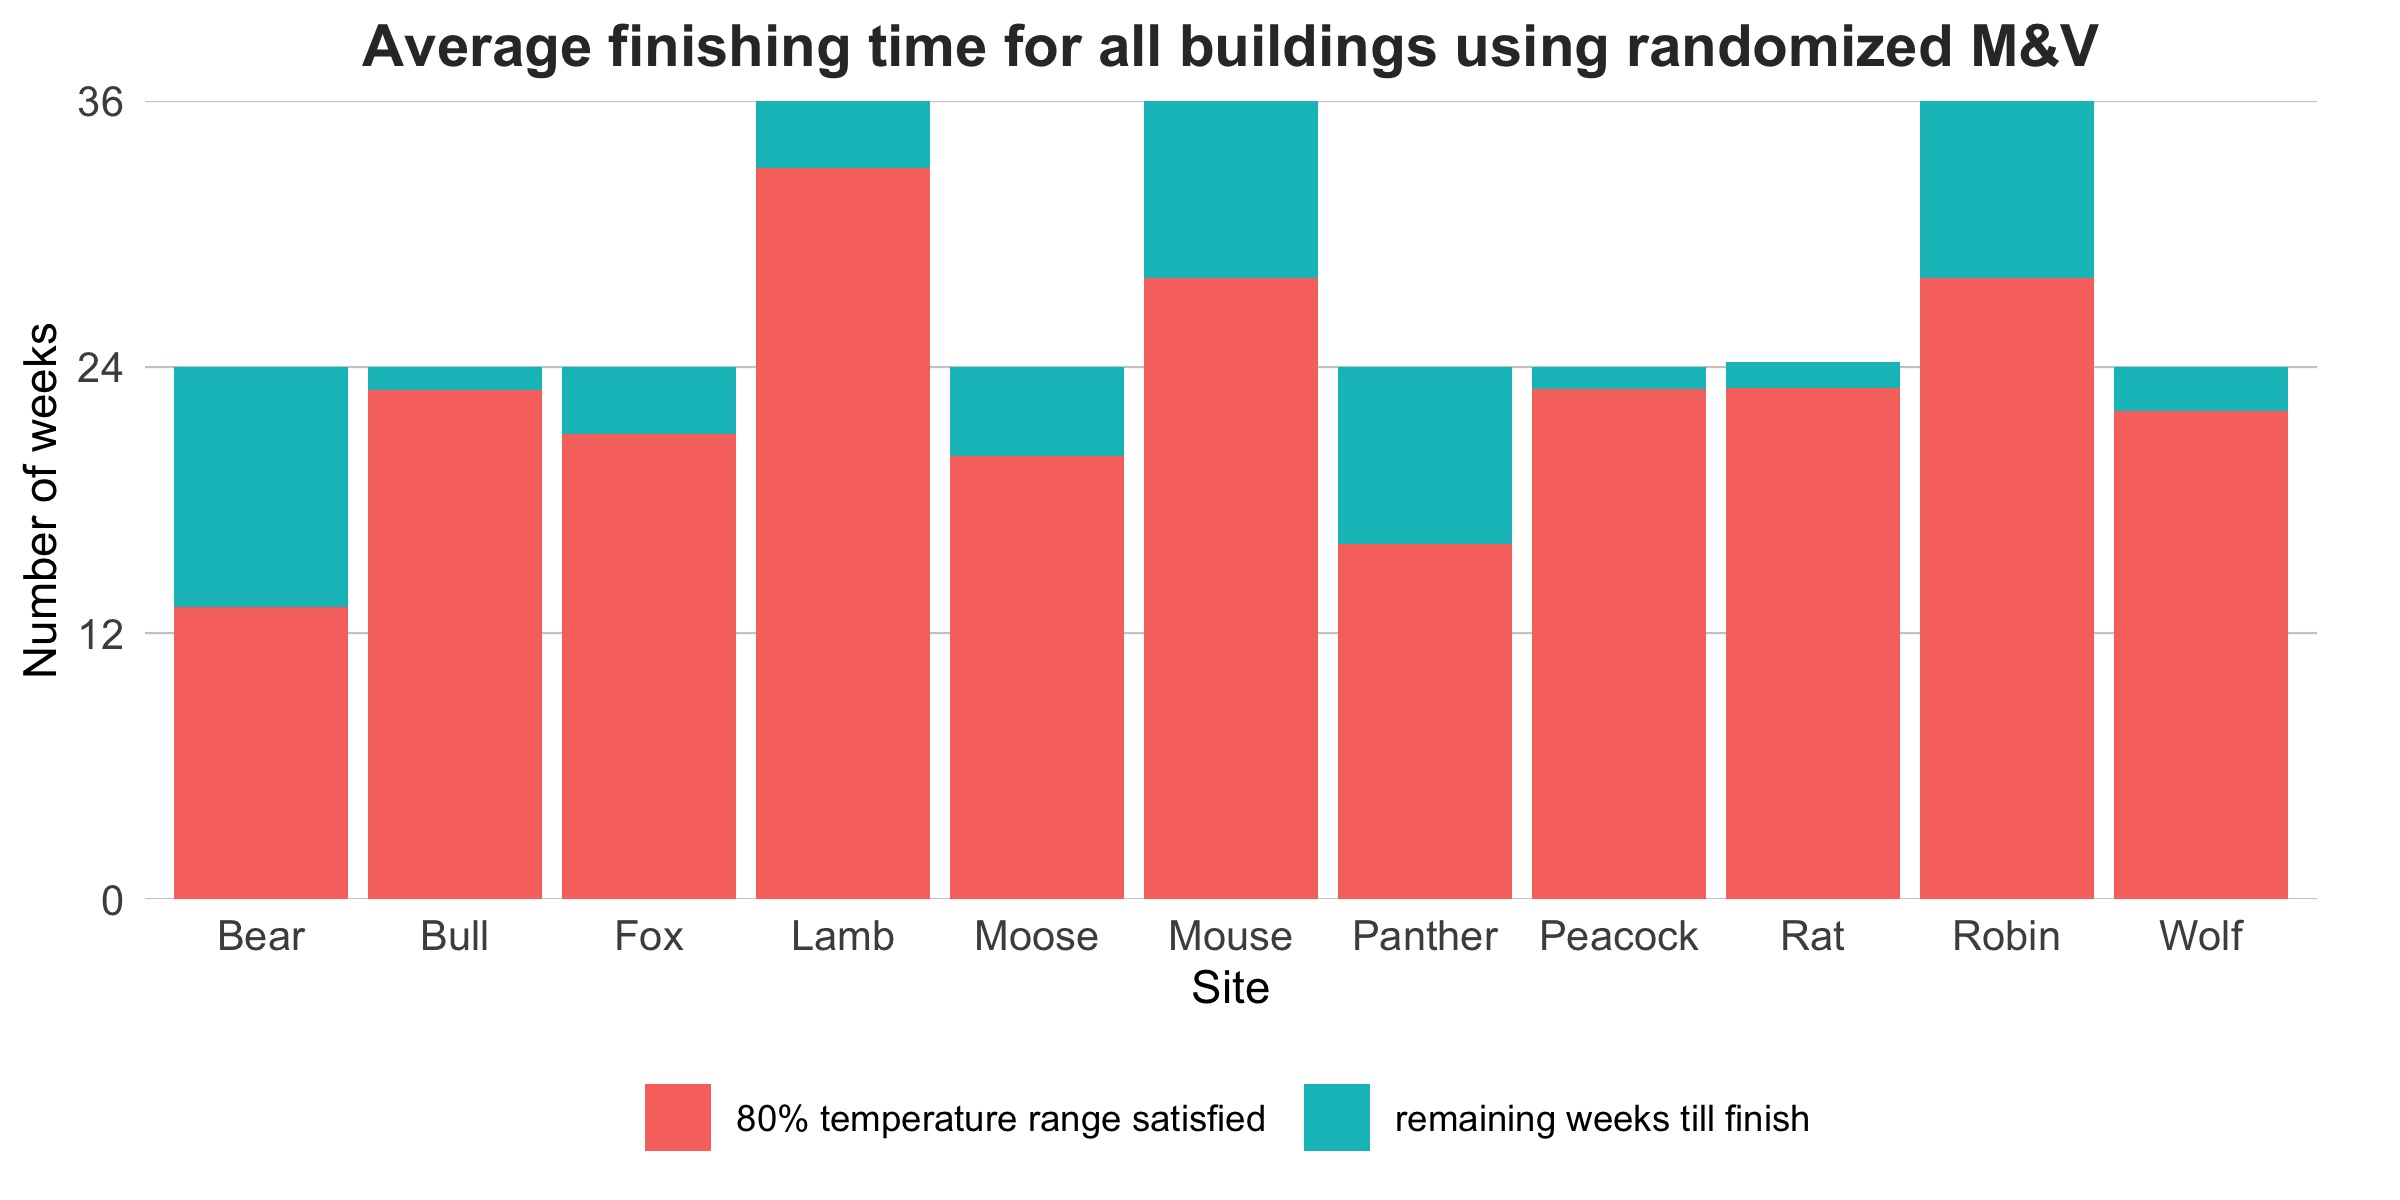 Average finishing time for all buildings using randomized M&V
36
24
12
0
Number of weeks
Bear Bull Fox Lamb Moose Mouse Panther Peacock Rat Robin Wolf
Site
80% temperature range satisfied remaining weeks till finish